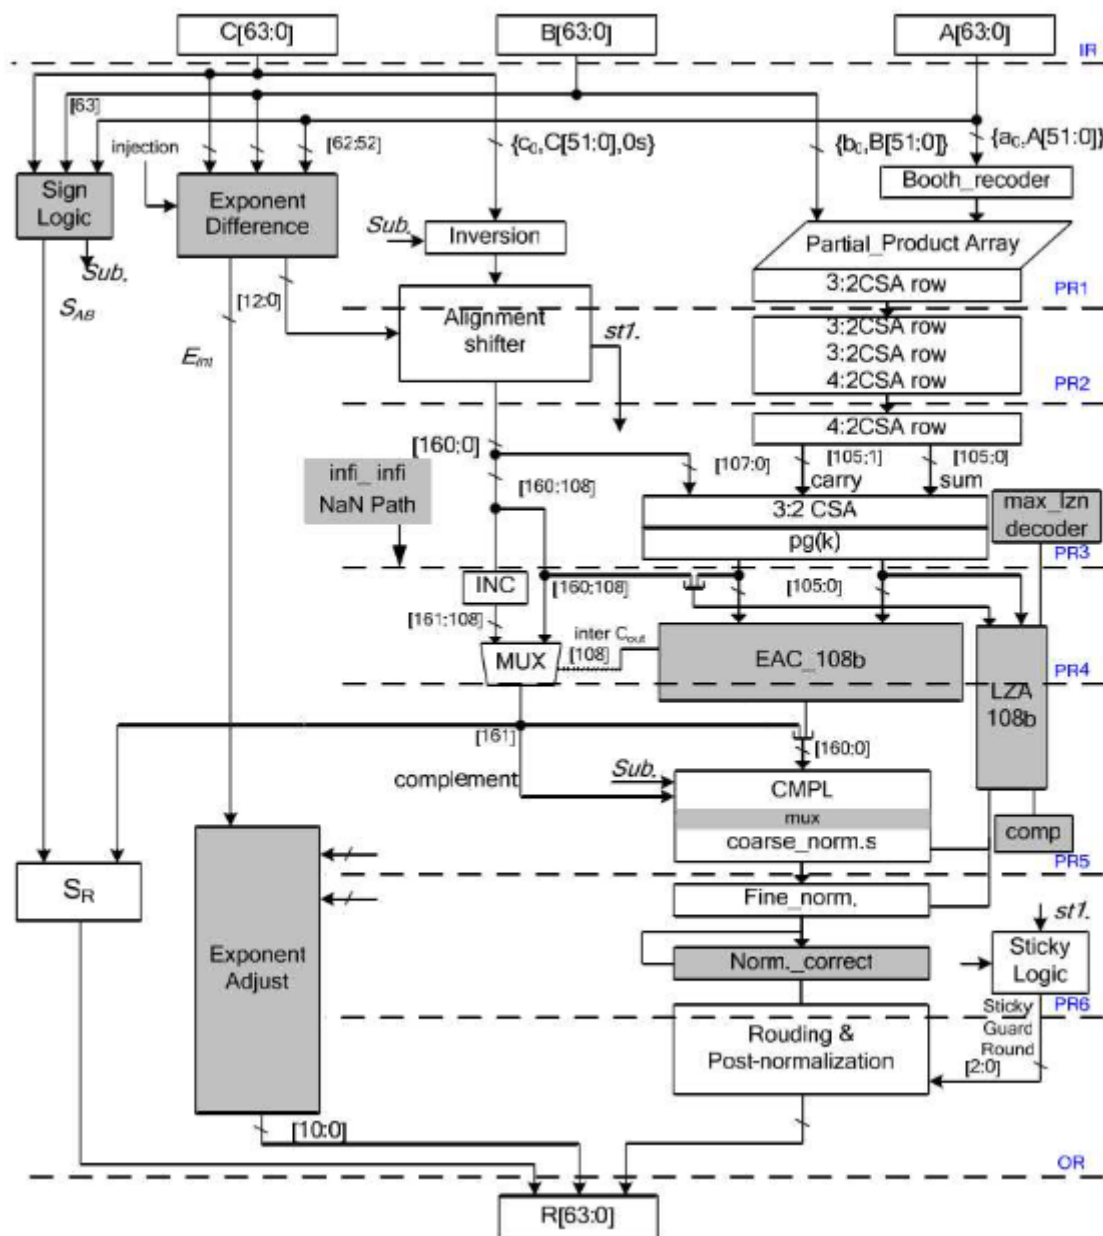 C[63:0]
B[63:0]
A[63:0]
IR
[63]
[62:52]
injection
{c0,C[51:0],0s}
{b0,B[51:0]}
{a0,A[51:0]}
Sign
Logic
Exponent
Difference
Booth_recoder
Sub.
Inversion
Partial_Product Array
Sub.
3:2CSA row
PR1
SAB
[12:0]
Alignment
shifter
st1.
3:2CSA row
3:2CSA row
4:2CSA row
PR2
Eint
4:2CSA row
[160:0]
[107:0]
[105:1]
[105:0]
carry
sum
infi_ infi
NaN Path
[160:108]
3:2 CSA
max_lzn
decoder
pg(k)
PR3
INC
[160:108]
[105:0]
[161:108]
inter Cout
[108]
MUX
EAC_108b
PR4
LZA
108b
[161]
[160:0]
complement
Sub.
CMPL
mux
coarse_norm.s
comp
PR5
SR
Fine_norm.
st1.
Exponent
Adjust
Norm._correct
Sticky
Logic
PR6
Rouding &
Post-normalization
Sticky
Guard
Round
[2:0]
[10:0]
OR
R[63:0]